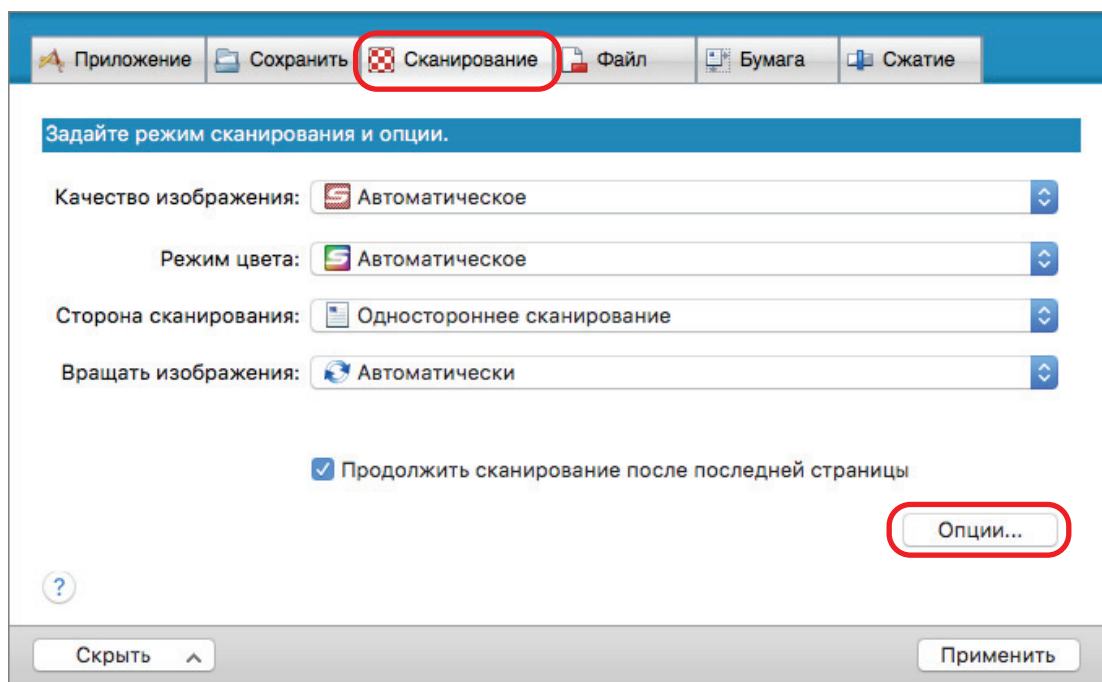 Приложение Сохранить Сканирование Файл Бумага Сжатие
Задайте режим сканирования и опции.
Качество изображения: Автоматическое
Режим цвета: Автоматическое
Сторона сканирования: Одностороннее сканирование
Вращать изображения: Автоматически
Продолжить сканирование после последней страницы
Опции...
?
Скрыть Применить